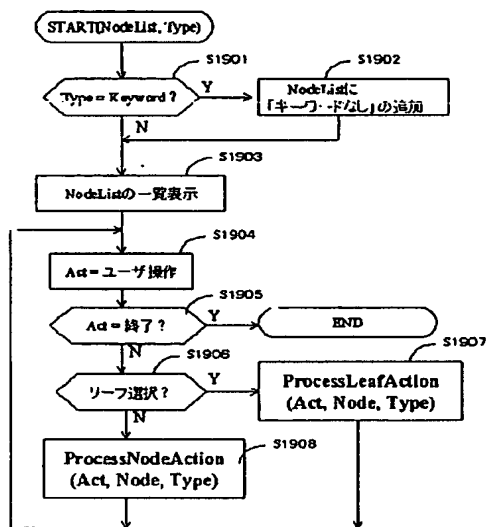 START(NodeList, Type)
S1901
Type = Keyword ?
Y
S1902
NodeListに
「キーワードなし」の追加
N
S1903
NodeListの一覧表示
S1904
Act = ユーザ操作
S1905
Act = 終了 ?
Y
END
N
S1906
リーフ選択 ?
Y
S1907
ProcessLeafAction
(Act, Node, Type)
N
S1908
ProcessNodeAction
(Act, Node, Type)